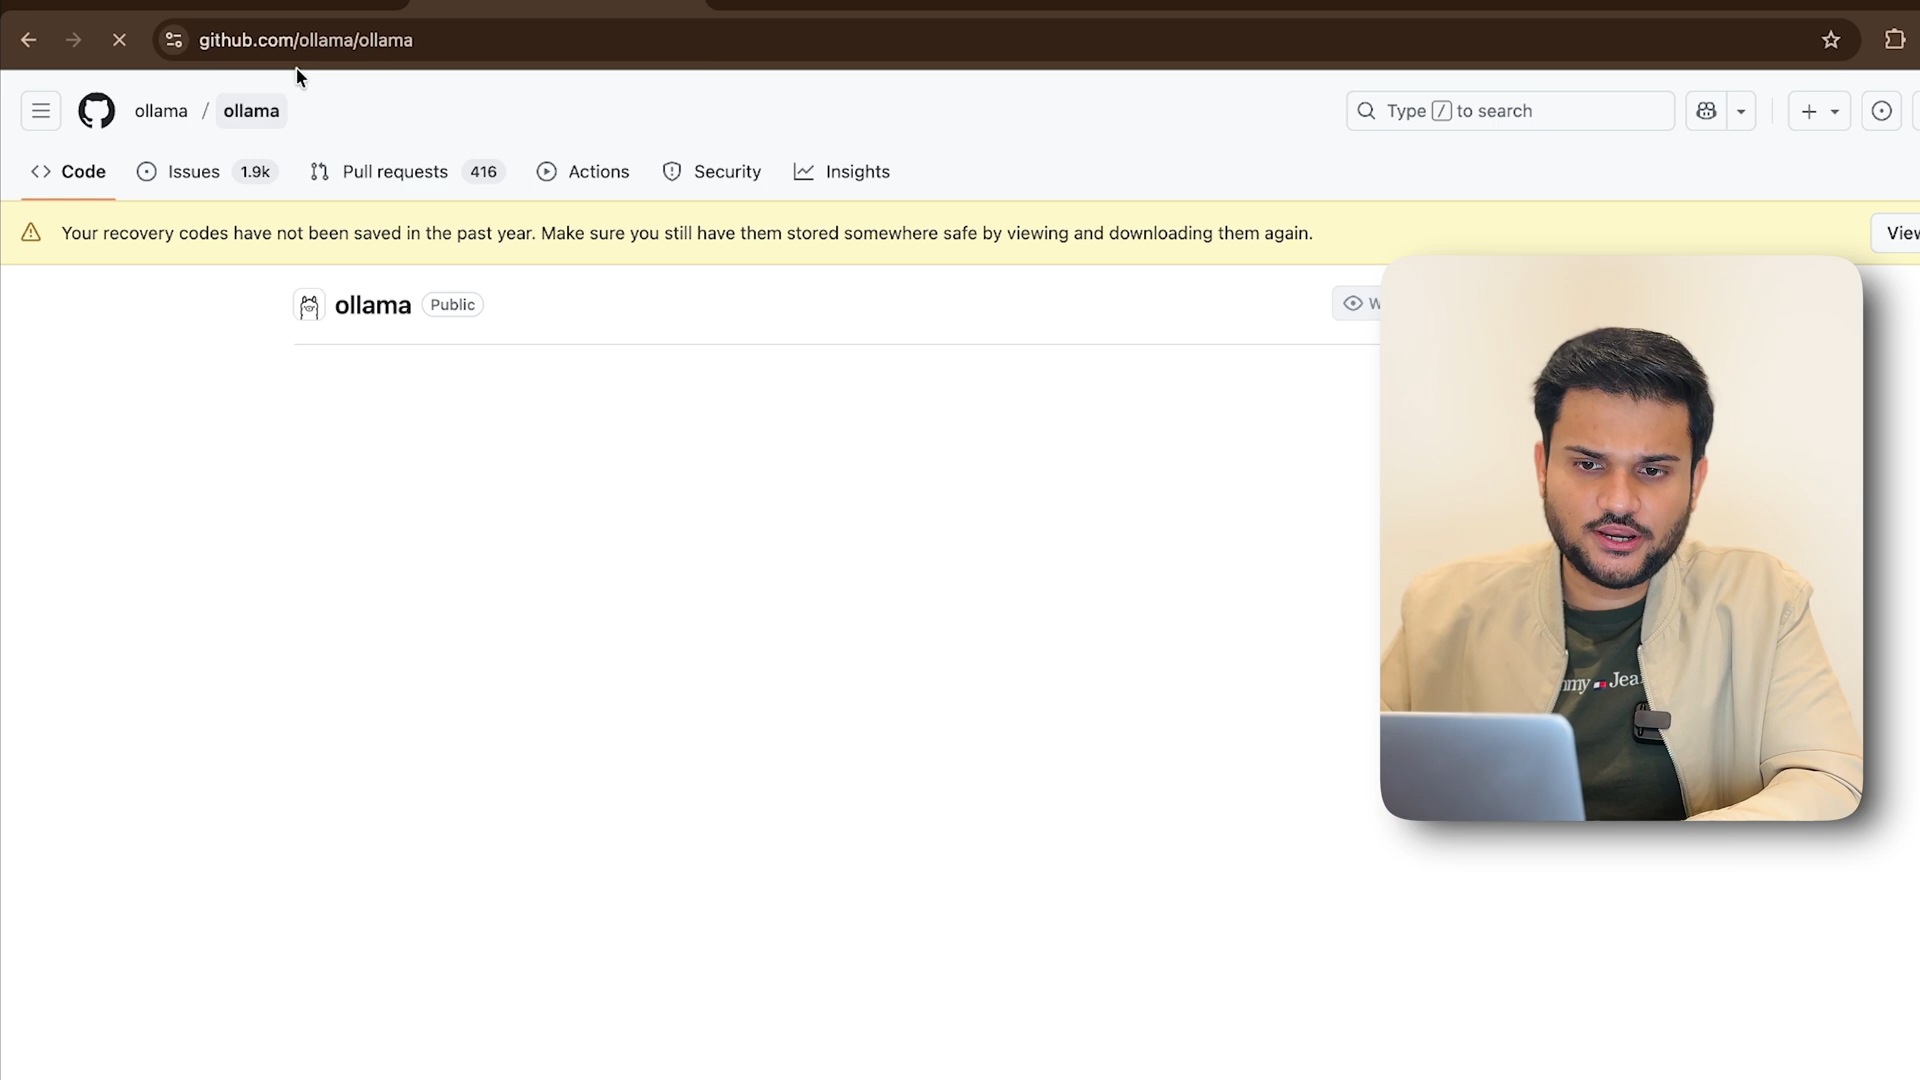 github.com/ollama/ollama
ollama / ollama
Type / to search
Code
Issues 1.9k
Pull requests 416
Actions
Security
Insights
Your recovery codes have not been saved in the past year. Make sure you still have them stored somewhere safe by viewing and downloading them again.
View
ollama Public